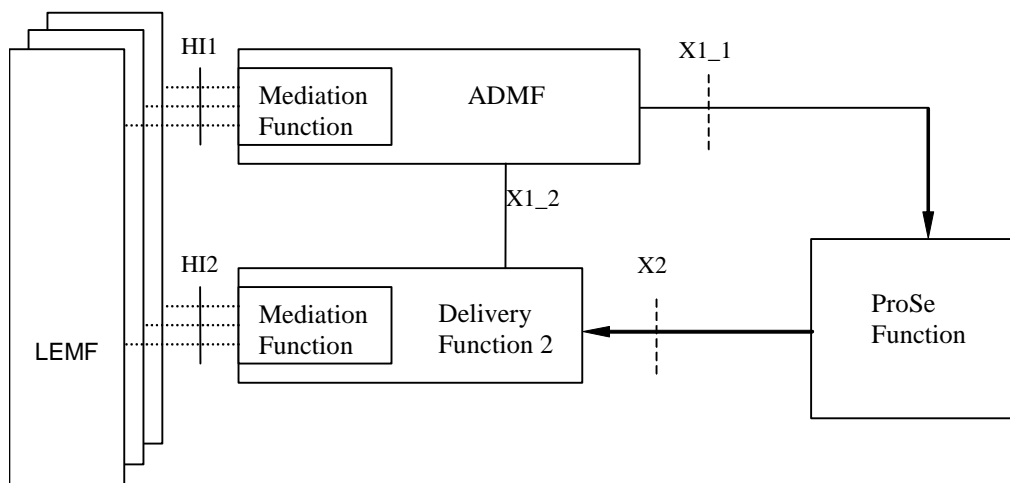 HI1
X1_1
Mediation
Function
ADMF
X1_2
HI2
X2
Mediation
Function
Delivery
Function 2
ProSe
Function
LEMF